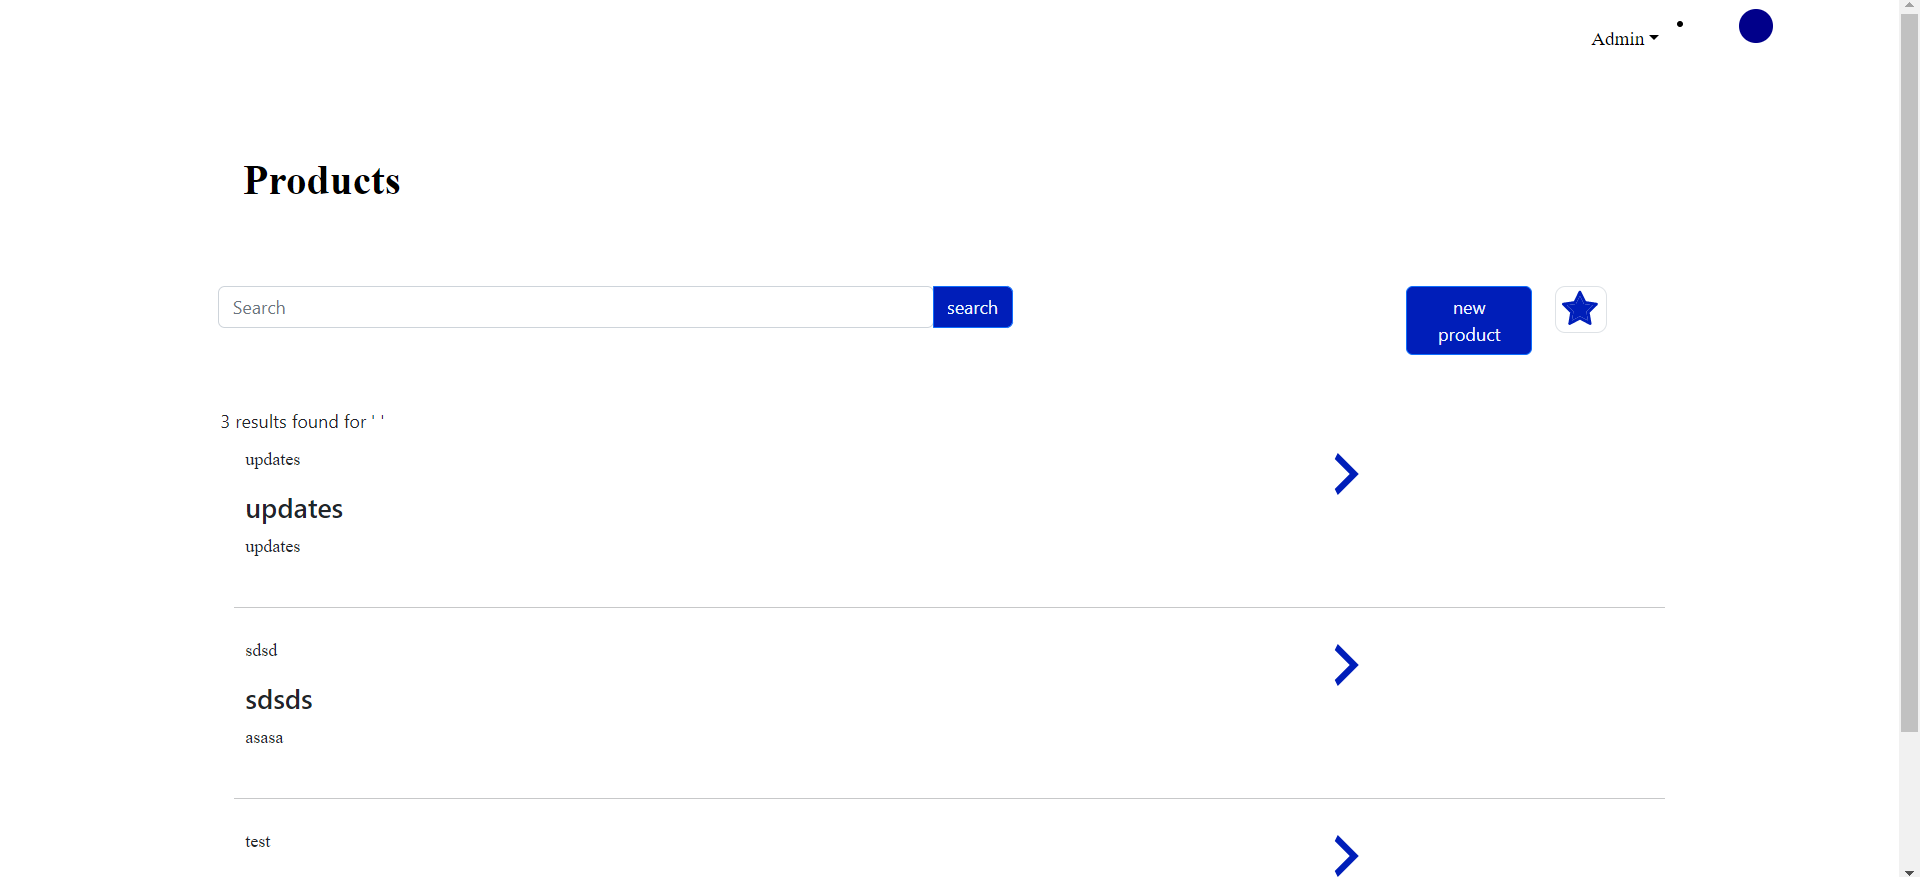 Admin
Products
Search
search
new
product
3 results found for ' '
updates
updates
updates
sdsd
sdsds
asasa
test